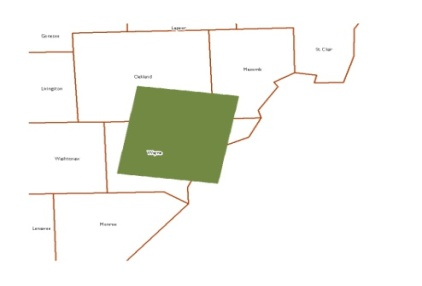 Genesee
Lapeer
St. Clair
Oakland
Macomb
Livingston
Wayne
Washtenaw
Lenawee
Monroe